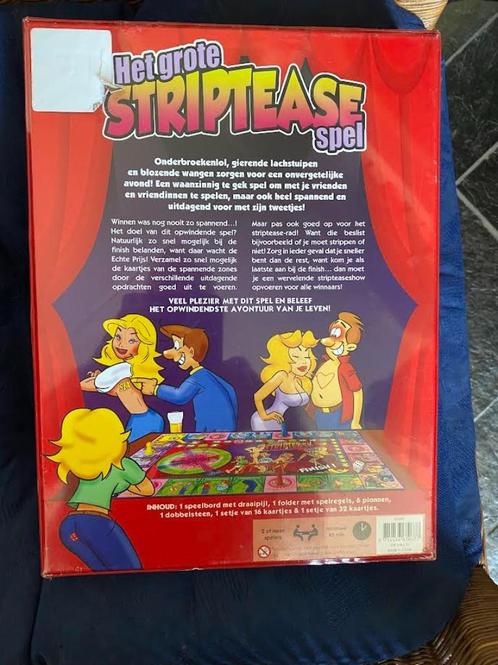 Het grote
STRIPTEASE
spel
Onderbroekenlol, gierende lachstuipen
en blozende wangen zorgen voor een onvergetelijke
avond! Een waanzinnig te gek spel om met je vrienden
en vriendinnen te spelen, maar ook heel spannend en
uitdagend voor met zijn tweetjes!
Winnen was nog nooit zo spannend...!
Het doel van dit opwindende spel?
Natuurlijk zo snel mogelijk bij de
finish belanden, want daar wacht de
Echte Prijs! Verzamel zo snel mogelijk
de kaartjes van de spannende zones
door de verschillende uitdagende
opdrachten goed uit te voeren.
Maar pas ook goed op voor het
striptease-rad! Want die beslist
bijvoorbeeld of je moet strippen of
niet! Zorg in ieder geval dat je sneller
bent dan de rest, want kom je als
laatste aan bij de finish... dan moet
je een wervelende stripteaseshow
opvoeren voor alle winnaars!
VEEL PLEZIER MET DIT SPEL EN BELEEF
HET OPWINDENDSTE AVONTUUR VAN JE LEVEN!
FINISH!
INHOUD: 1 speelbord met draaipijl, 1 folder met spelregels, 6 pionnen,
1 dobbelsteen, 1 setje van 16 kaartjes & 1 setje van 32 kaartjes.
2 of meer
spelers
45 min.